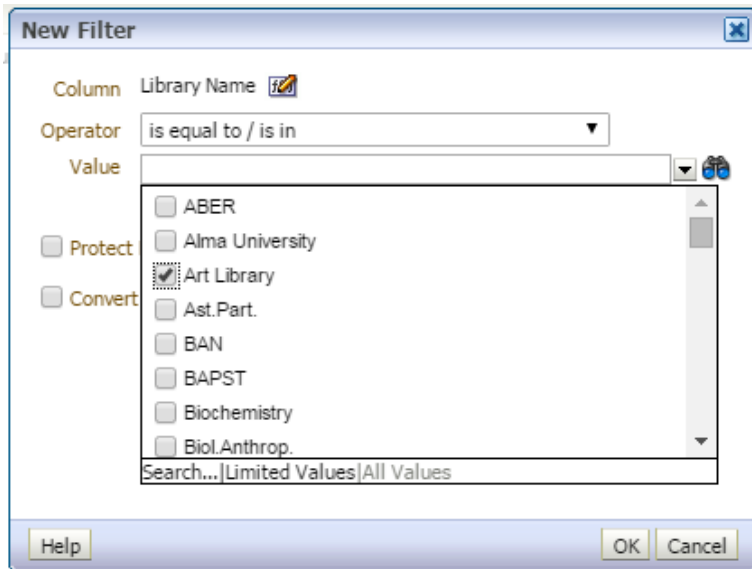 New Filter
Column Library Name
Operator is equal to / is in
Value
ABER
Alma University
Protect
Art Library
Convert
Ast.Part.
BAN
BAPST
Biochemistry
Biol.Anthrop.
Search...|Limited Values|All Values
Help OK Cancel